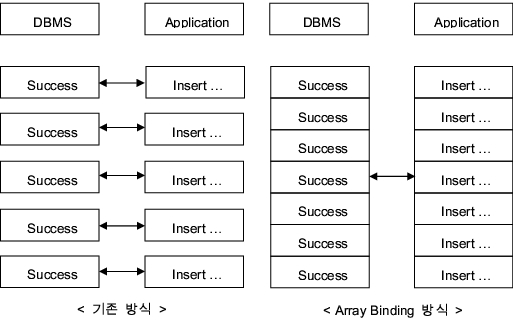 DBMS Application DBMS Application
Success Insert ... Success Insert ...
Success Insert ... Success Insert ...
Success Insert ... Success Insert ...
Success Insert ... Success Insert ...
Success Insert ... Success Insert ...
Success Insert ...
Success Insert ...
< 기존 방식 > < Array Binding 방식 >